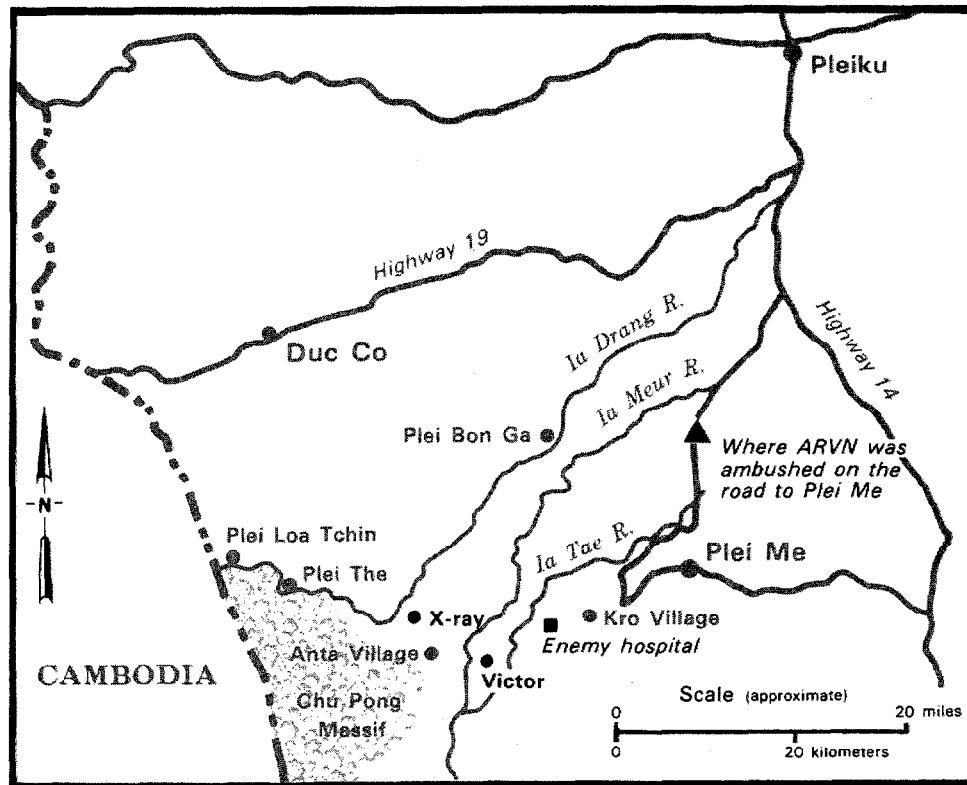 Pleiku
Highway 19
Duc Co
Ia Drang R.
Ia Meur R.
Highway 14
Plei Bon Ga
Where ARVN was
ambushed on the
road to Plei Me
-N-
Ia Tae R.
Plei Loa Tchin
Plei The
Plei Me
X-ray
Kro Village
Enemy hospital
Anta Village
Victor
CAMBODIA
Chu Pong
Massif
Scale (approximate)
0 20 miles
0 20 kilometers